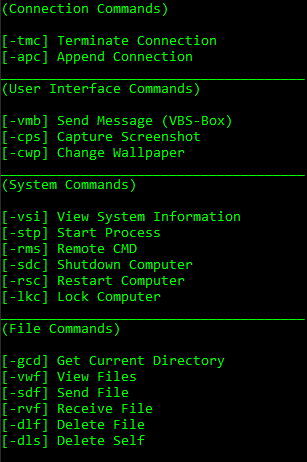 (Connection Commands)
[-tmc] Terminate Connection
[-apc] Append Connection
(User Interface Commands)
[-vmb] Send Message (VBS-Box)
[-cps] Capture Screenshot
[-cwp] Change Wallpaper
(System Commands)
[-vsi] View System Information
[-stp] Start Process
[-rms] Remote CMD
[-sdc] Shutdown Computer
[-rsc] Restart Computer
[-lkc] Lock Computer
(File Commands)
[-gcd] Get Current Directory
[-vwf] View Files
[-sdf] Send File
[-rvf] Receive File
[-dlf] Delete File
[-dls] Delete Self